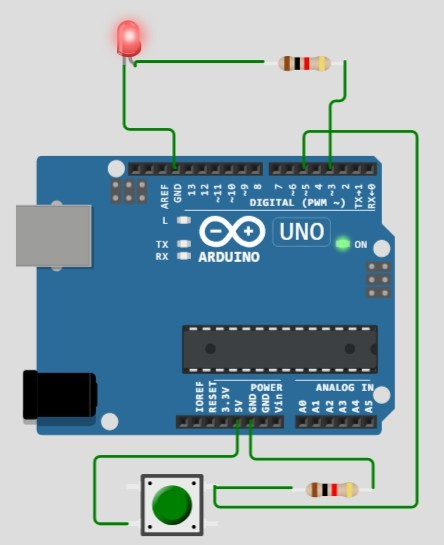 AREF
GND
13
12
~11
~10
~9
8
7
~6
~5
4
~3
2
TX→1
RX←0
DIGITAL (PWM ~)
L
TX
RX
UNO
ON
ARDUINO
POWER
ANALOG IN
IOREF
RESET
3.3V
5V
GND
GND
Vin
A0
A1
A2
A3
A4
A5